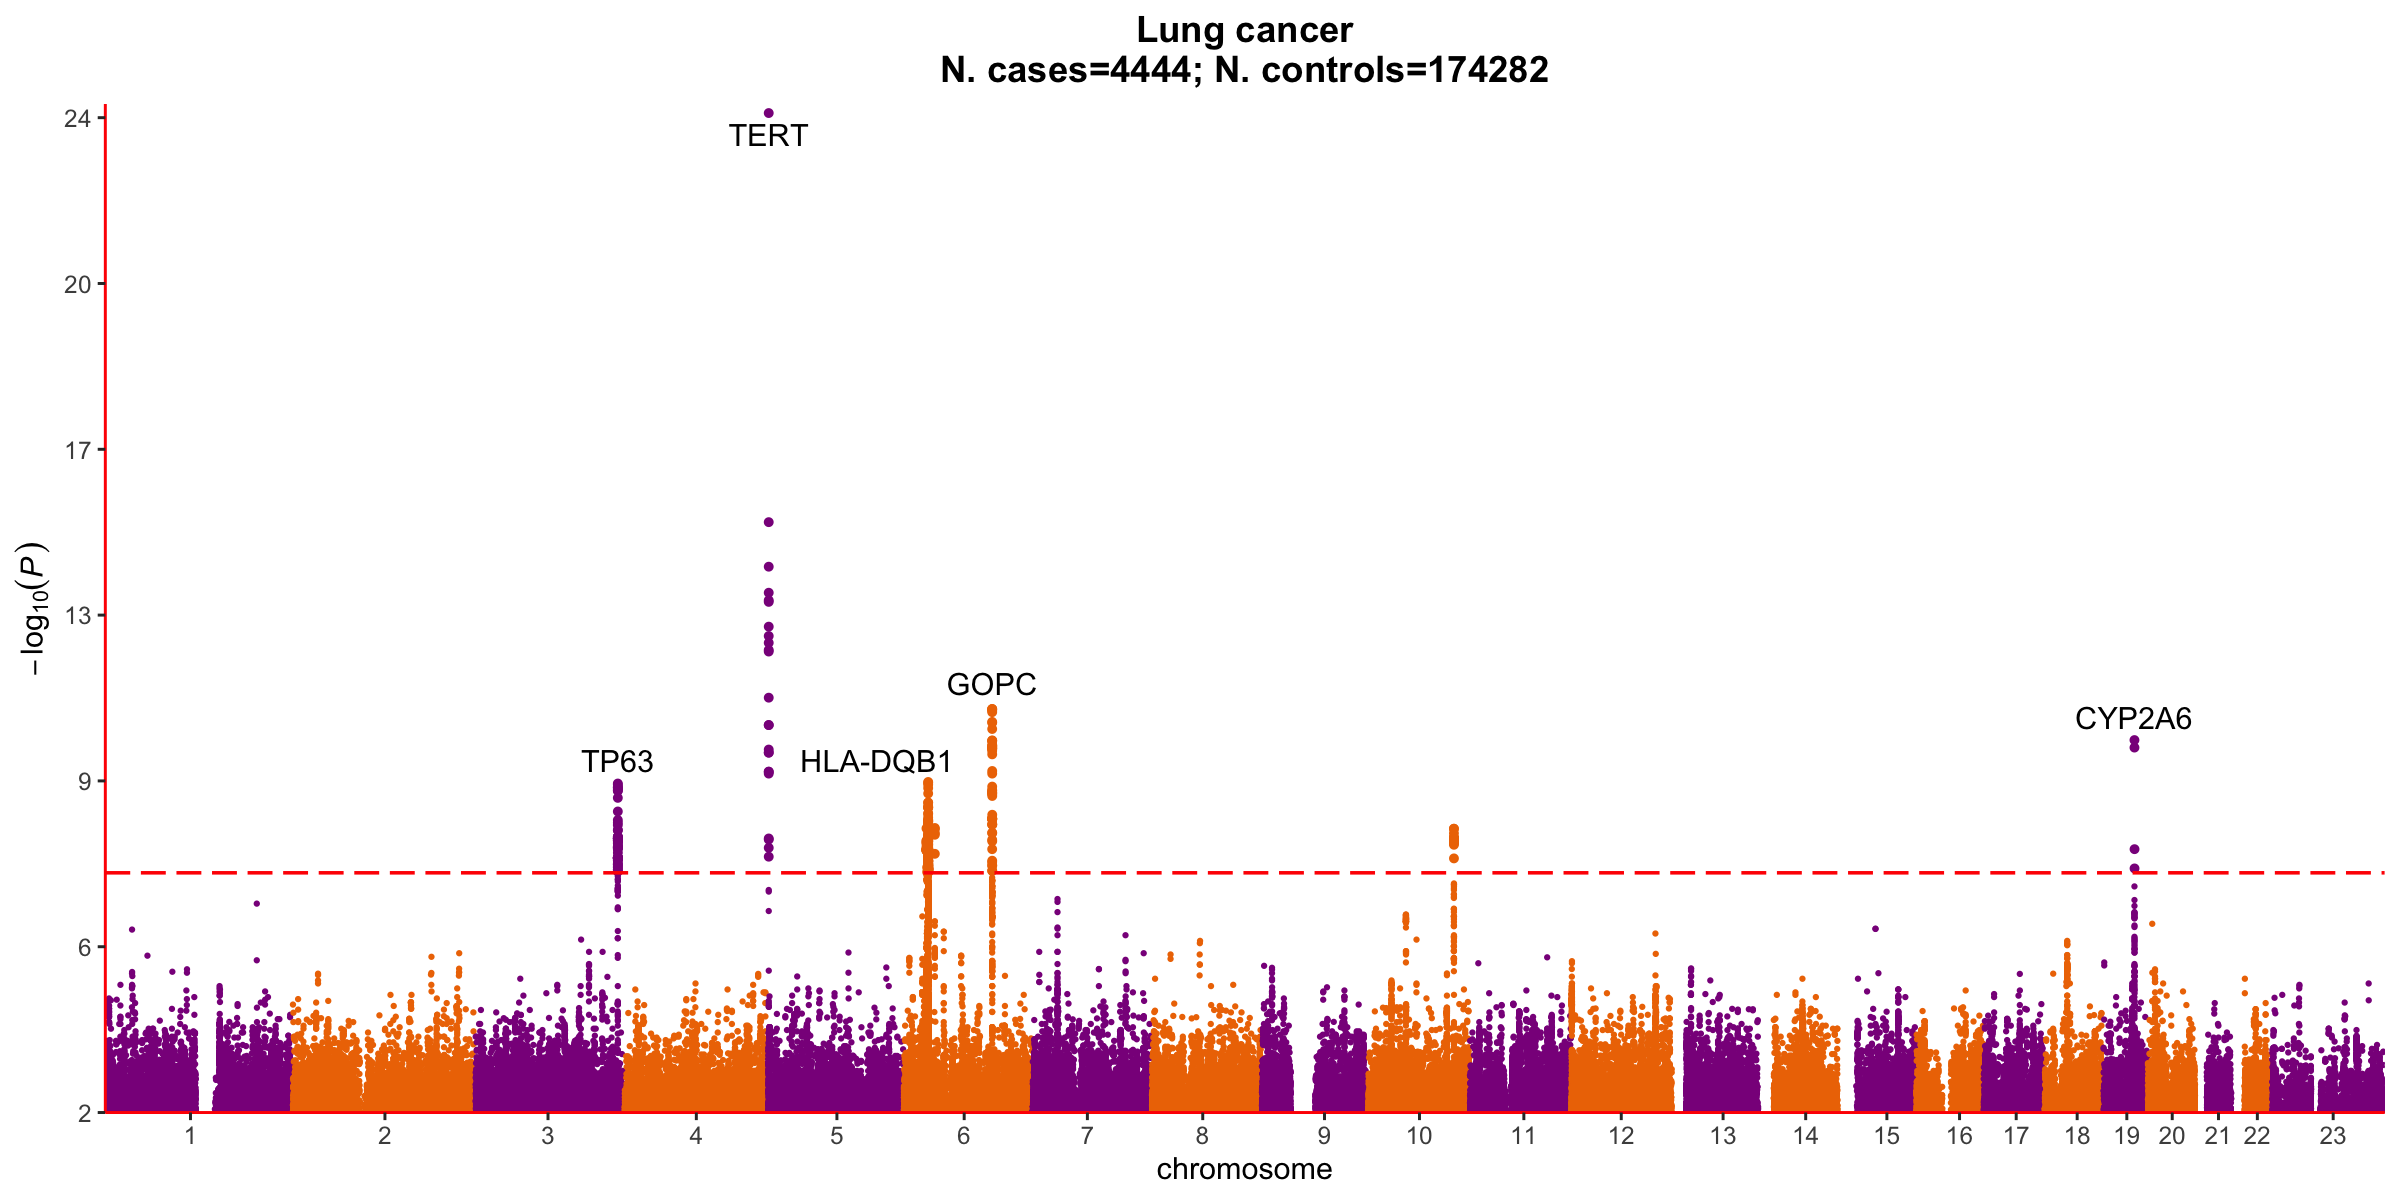 Lung cancer
N. cases=4444; N. controls=174282
24
TERT
20
17
−log10(P)
13
GOPC
CYP2A6
TP63
HLA-DQB1
9
6
2
1 2 3 4 5 6 7 8 9 10 11 12 13 14 15 16 17 18 19 20 21 22 23
chromosome